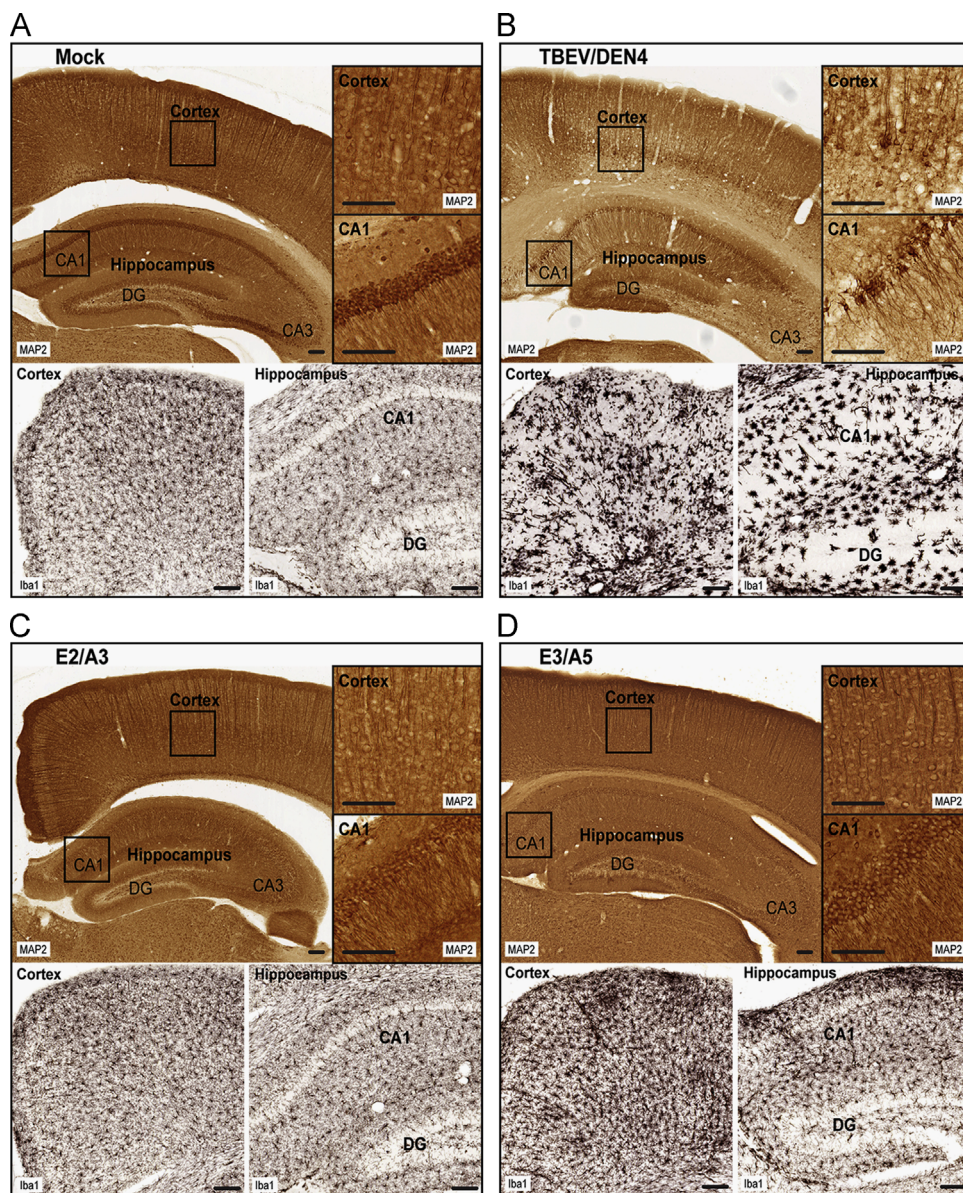 A
Mock
Cortex
Cortex
MAP2
CA1
CA1
Hippocampus
DG
CA3
MAP2
MAP2
Cortex
Iba1
Hippocampus
CA1
DG
Iba1
B
TBEV/DEN4
Cortex
Cortex
MAP2
CA1
CA1
Hippocampus
DG
CA3
MAP2
MAP2
Cortex
Iba1
Hippocampus
CA1
DG
Iba1
C
E2/A3
Cortex
Cortex
MAP2
CA1
CA1
Hippocampus
DG
CA3
MAP2
MAP2
Cortex
Iba1
Hippocampus
CA1
DG
Iba1
D
E3/A5
Cortex
Cortex
MAP2
CA1
CA1
Hippocampus
DG
CA3
MAP2
MAP2
Cortex
Iba1
Hippocampus
CA1
DG
Iba1